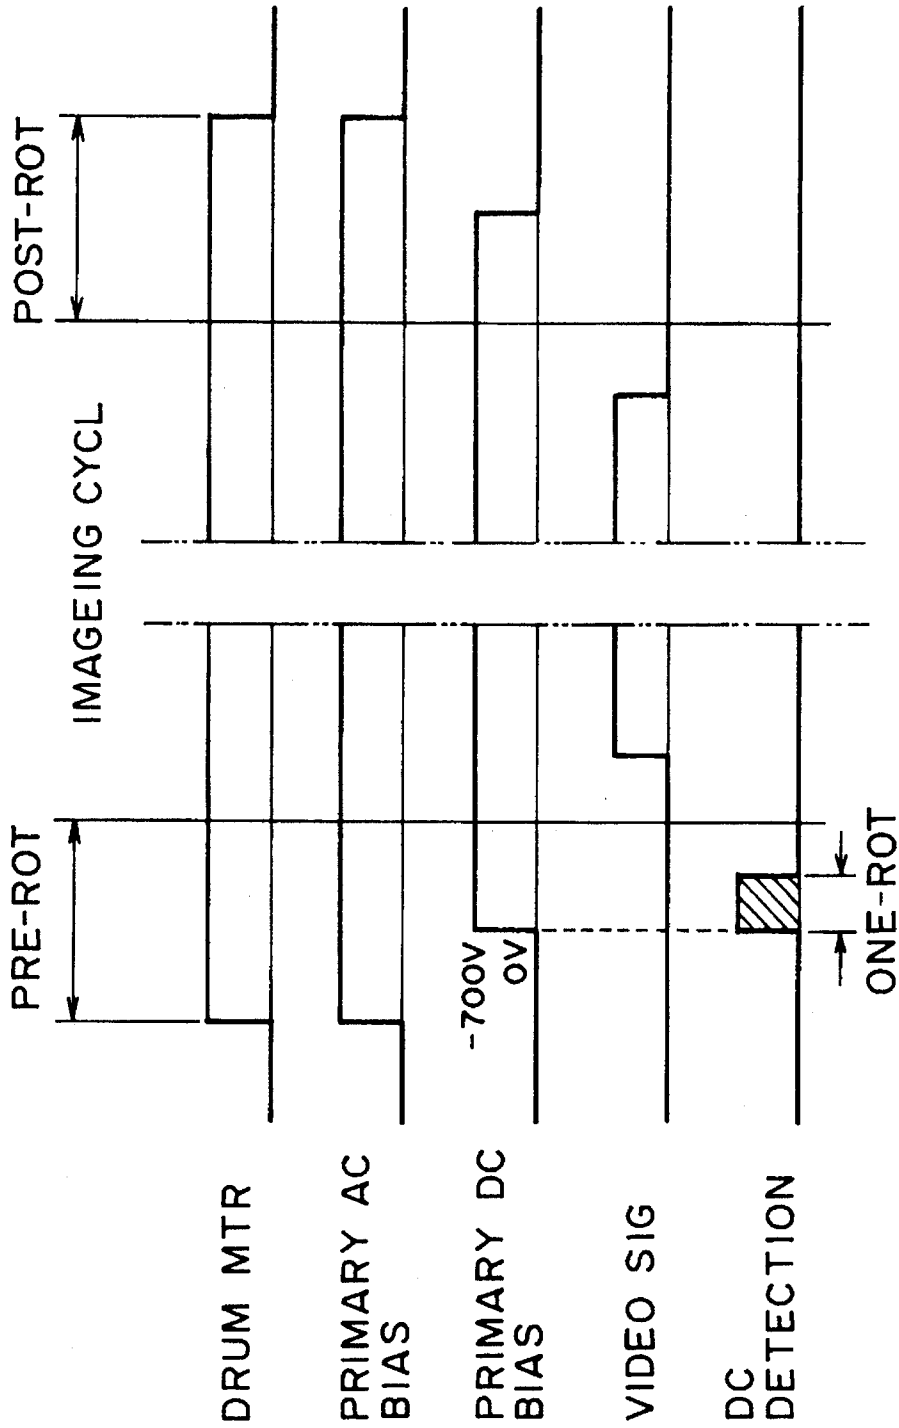 PRE-ROT
IMAGEING CYCL
POST-ROT
DRUM MTR
PRIMARY AC
BIAS
PRIMARY DC
BIAS
-700V
0V
VIDEO SIG
DC
DETECTION
ONE-ROT